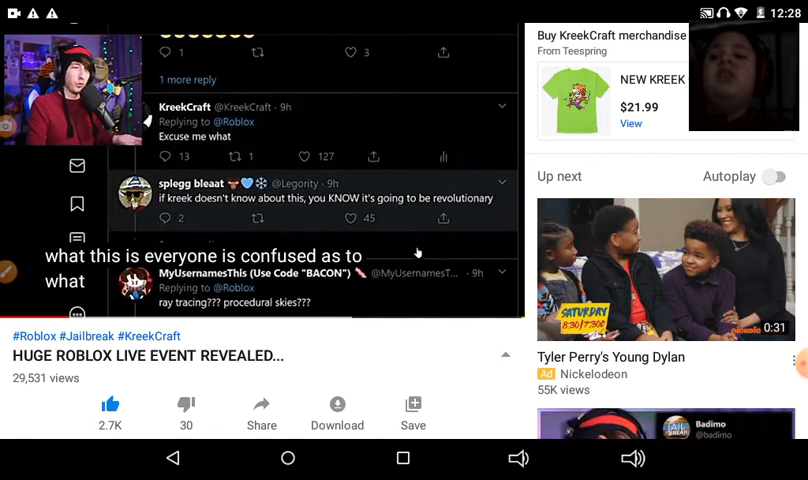 12:28
1
3
1 more reply
KreekCraft @KreekCraft · 9h
Replying to @Roblox
Excuse me what
13 1 127
splegg bleaat @Legority · 9h
if kreek doesn't know about this, you KNOW it's going to be revolutionary
2 45
what this is everyone is confused as to
what
MyUsernamesThis (Use Code "BACON") @MyUsernamesT... · 9h
Replying to @Roblox
ray tracing??? procedural skies???
#Roblox #Jailbreak #KreekCraft
HUGE ROBLOX LIVE EVENT REVEALED...
29,531 views
2.7K
30
Share
Download
Save
Buy KreekCraft merchandise
From Teespring
NEW KREEK
$21.99
View
Up next
Autoplay
SATURDAY
8:30/7:30c
nickelo
0:31
Tyler Perry's Young Dylan
Ad Nickelodeon
55K views
JAIL BREAK
Badimo
@badimo